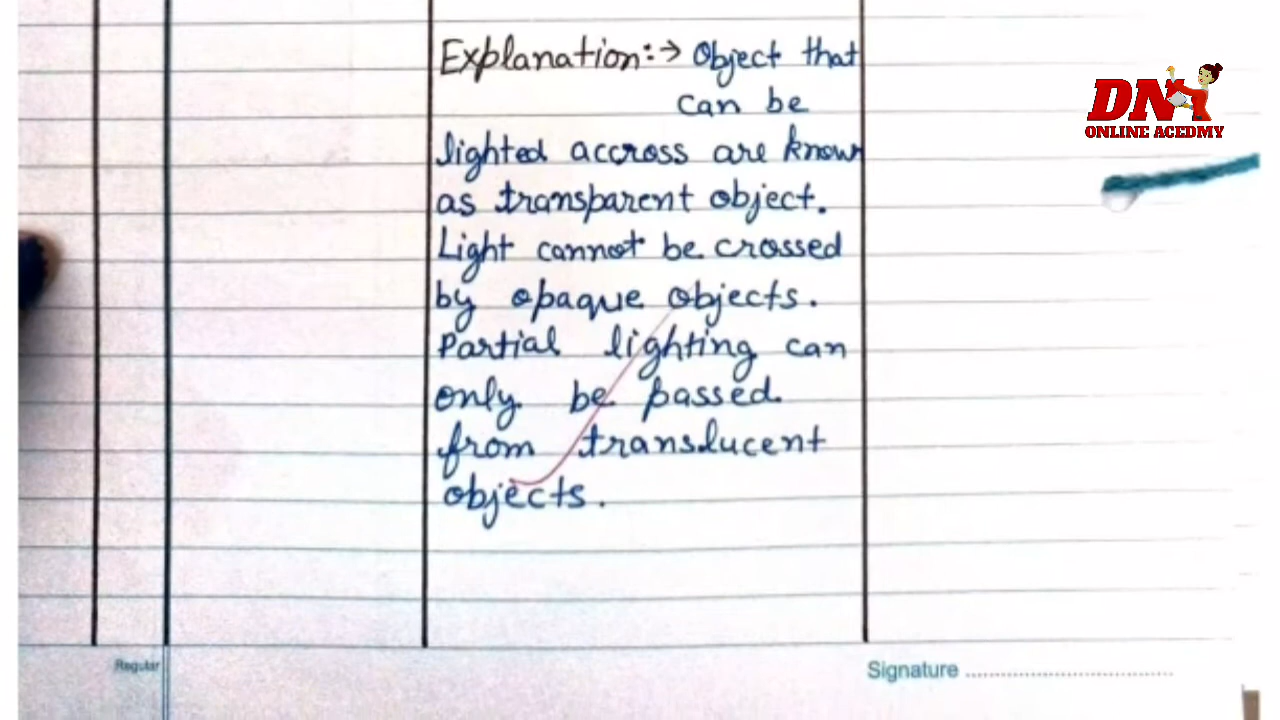 Explanation:→ Object that
can be
lighted accross are known
as transparent object.
Light cannot be crossed
by opaque objects.
Partial lighting can
only be passed
from translucent
objects.
DN
ONLINE ACEDMY
Regular
Signature ....................................